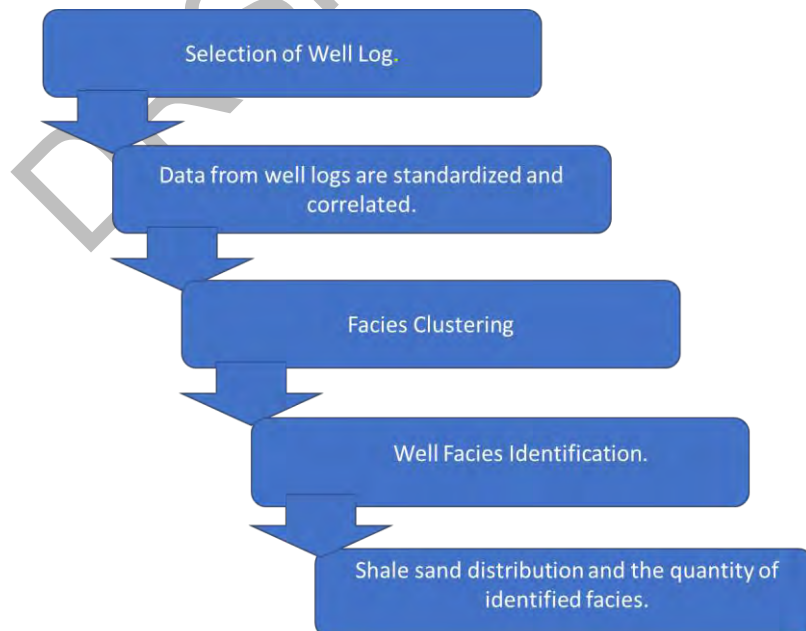 Selection of Well Log.
Data from well logs are standardized and
correlated.
Facies Clustering
Well Facies Identification.
Shale sand distribution and the quantity of
identified facies.